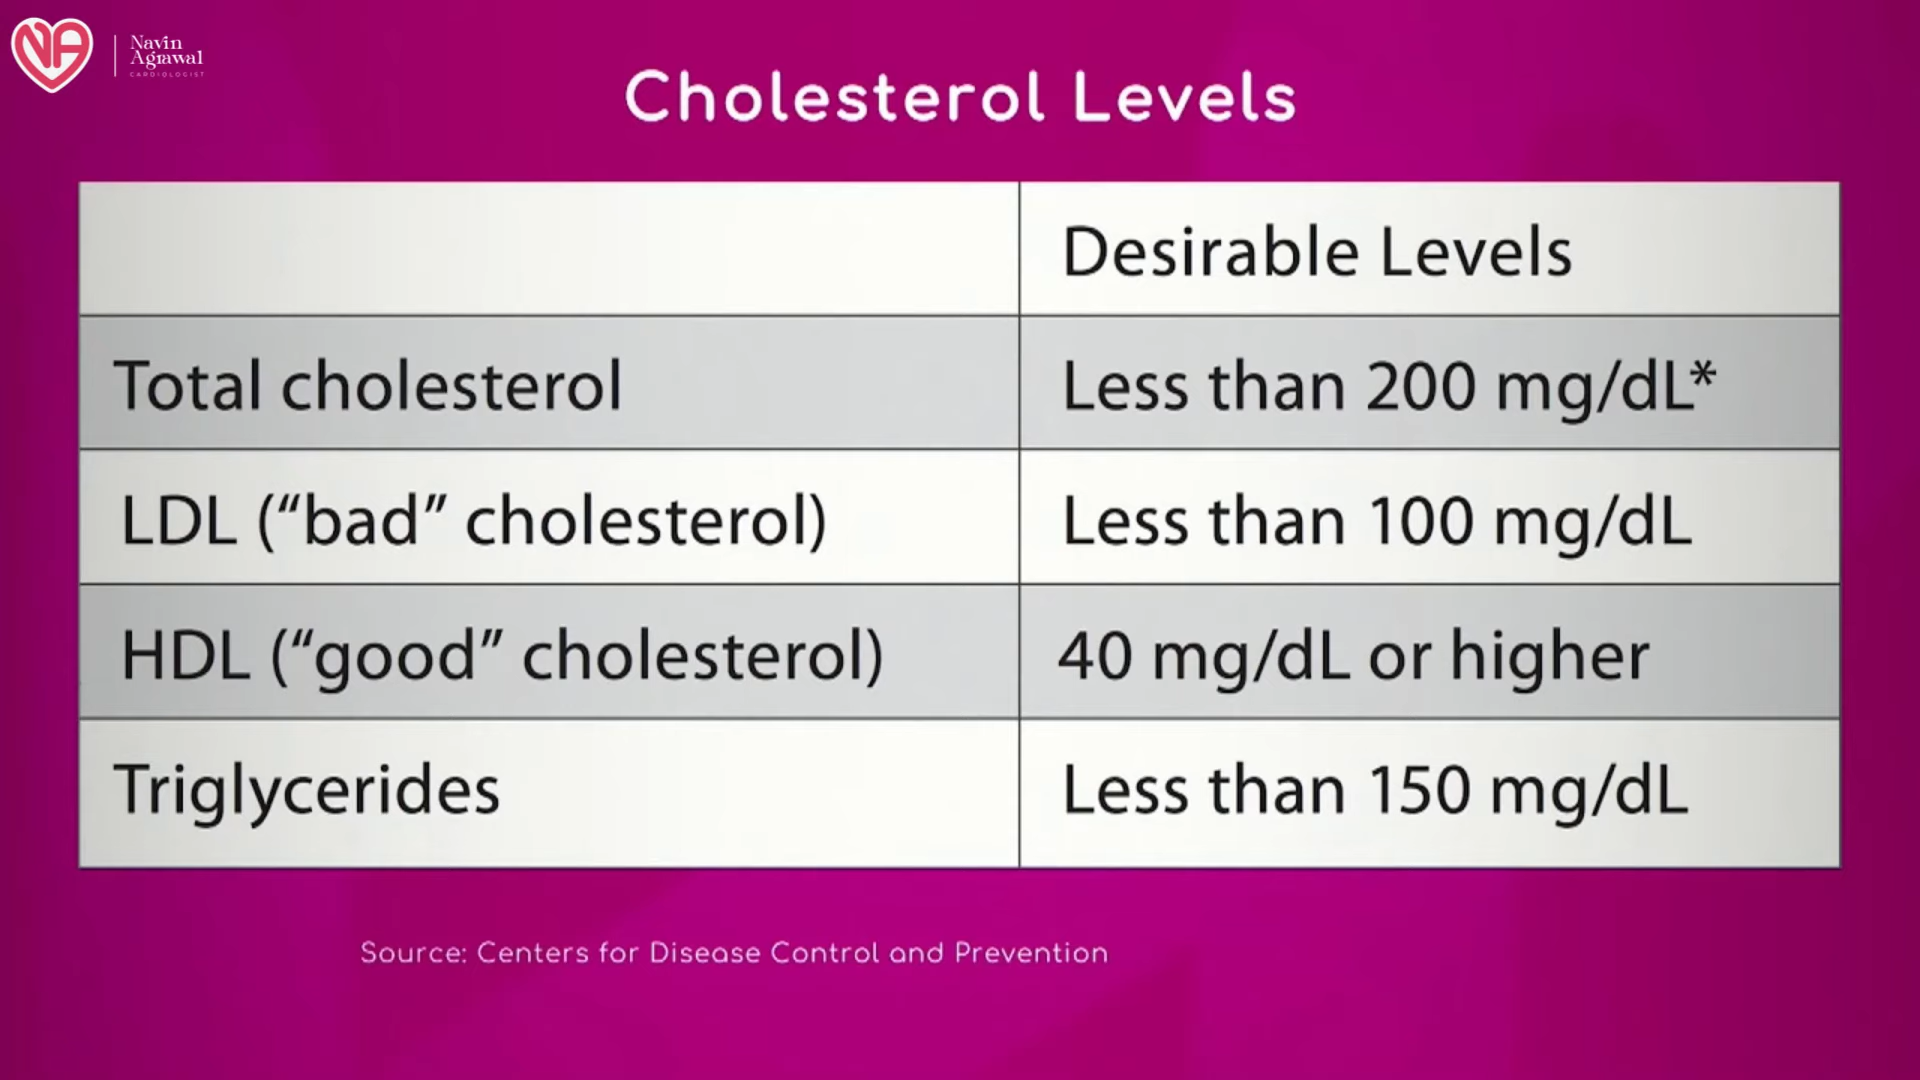 Navin
Agrawal
CARDIOLOGIST
Cholesterol Levels
Desirable Levels
Total cholesterol Less than 200 mg/dL*
LDL (“bad” cholesterol) Less than 100 mg/dL
HDL (“good” cholesterol) 40 mg/dL or higher
Triglycerides Less than 150 mg/dL
Source: Centers for Disease Control and Prevention